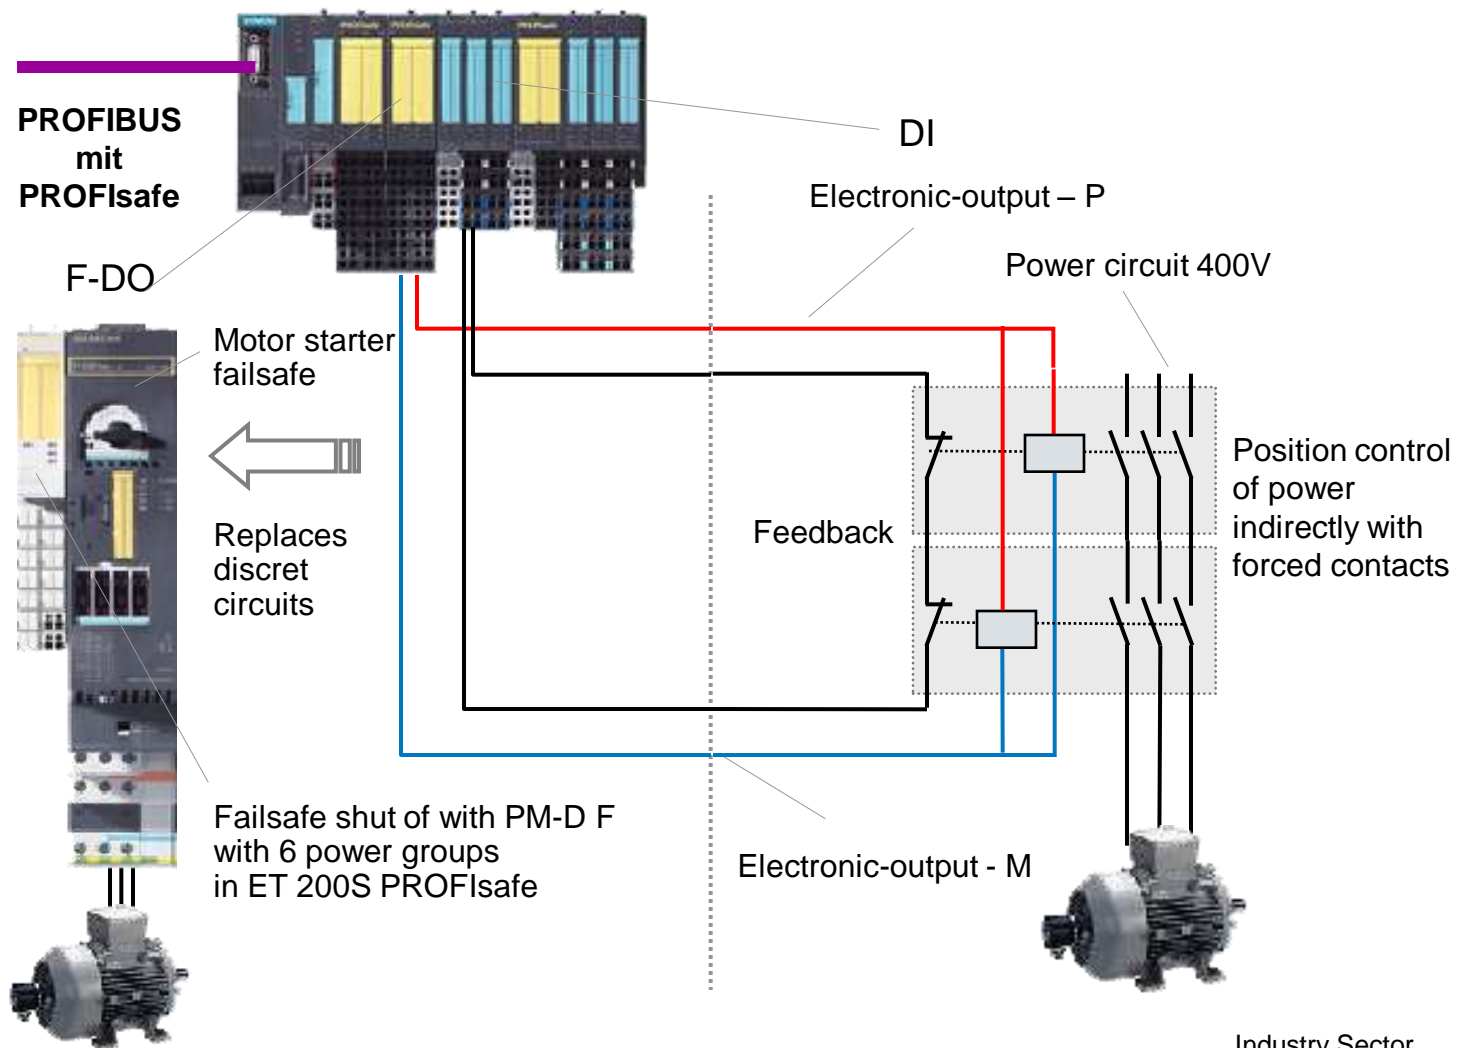 SIEMENS
PROFIBUS
mit
PROFIsafe
DI
Electronic-output – P
Power circuit 400V
F-DO
Motor starter
failsafe
Position control
of power
indirectly with
forced contacts
Feedback
Replaces
discret
circuits
Failsafe shut of with PM-D F
with 6 power groups
in ET 200S PROFIsafe
Electronic-output - M
Industry Sector